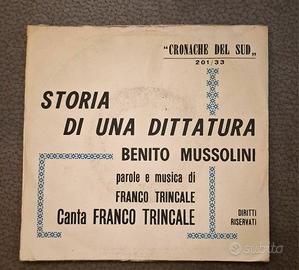 "CRONACHE DEL SUD„
201/33
STORIA
DI UNA DITTATURA
BENITO MUSSOLINI
parole e musica di
FRANCO TRINCALE
Canta FRANCO TRINCALE
DIRITTI
RISERVATI
subito